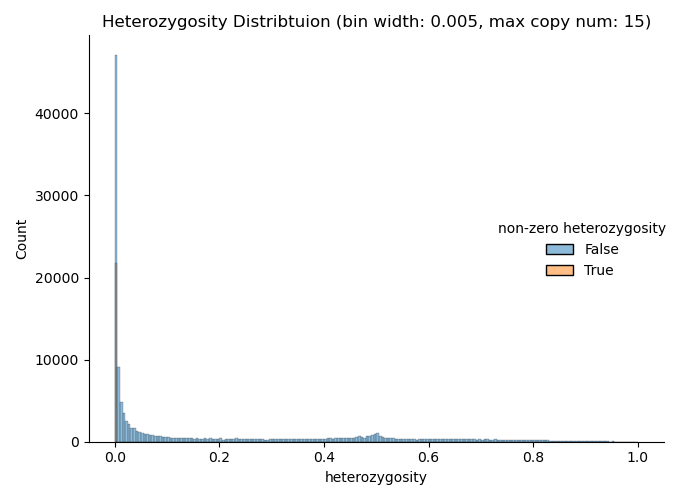 Heterozygosity Distribtuion (bin width: 0.005, max copy num: 15)
Count
40000
30000
20000
10000
0
non-zero heterozygosity
False
True
0.0 0.2 0.4 0.6 0.8 1.0
heterozygosity